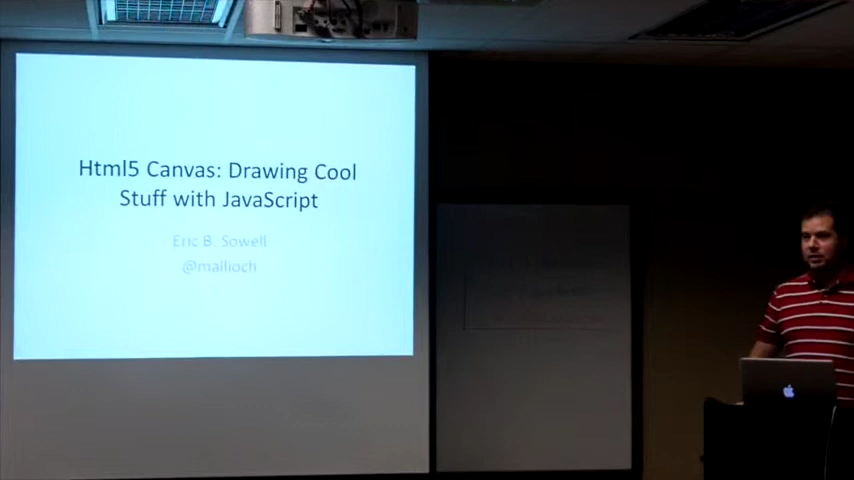 Html5 Canvas: Drawing Cool
Stuff with JavaScript
Eric B. Sowell
@mallioch